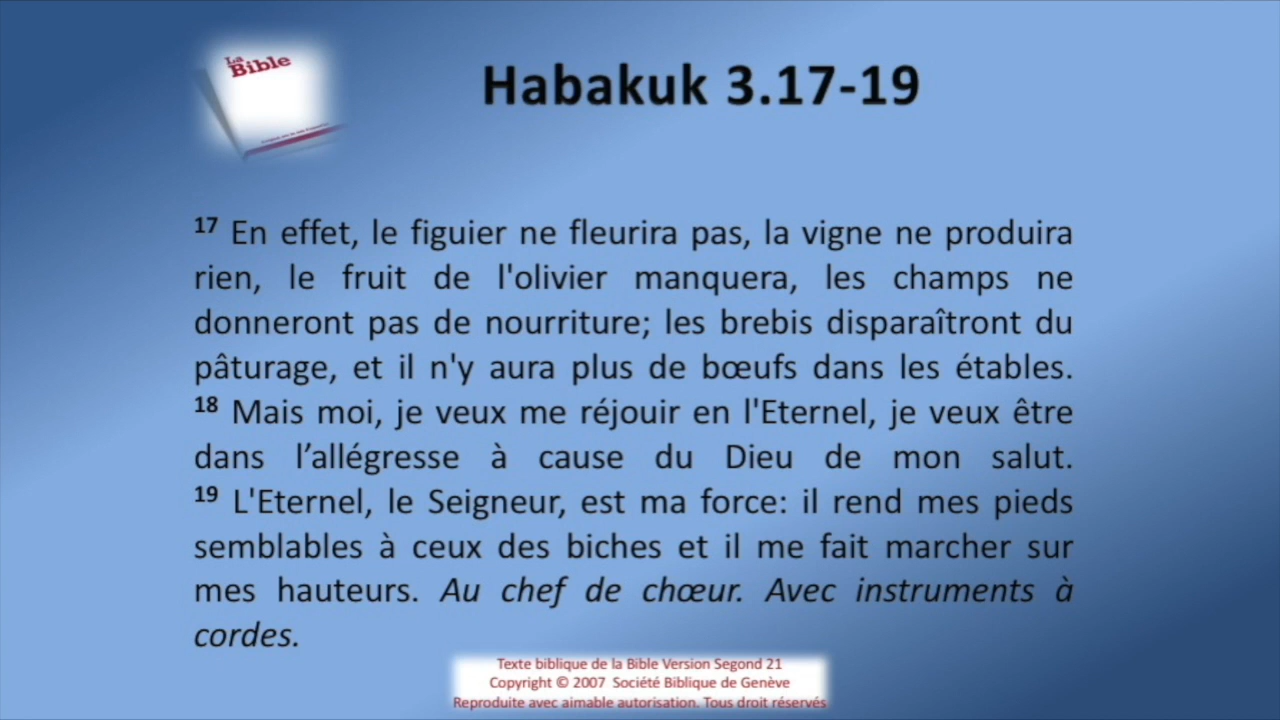 La
Bible
Habakuk 3.17-19
17 En effet, le figuier ne fleurira pas, la vigne ne produira
rien, le fruit de l'olivier manquera, les champs ne
donneront pas de nourriture; les brebis disparaîtront du
pâturage, et il n'y aura plus de bœufs dans les étables.
18 Mais moi, je veux me réjouir en l'Eternel, je veux être
dans l’allégresse à cause du Dieu de mon salut.
19 L'Eternel, le Seigneur, est ma force: il rend mes pieds
semblables à ceux des biches et il me fait marcher sur
mes hauteurs. Au chef de chœur. Avec instruments à
cordes.
Texte biblique de la Bible Version Segond 21
Copyright © 2007 Société Biblique de Genève
Reproduite avec aimable autorisation. Tous droit réservés